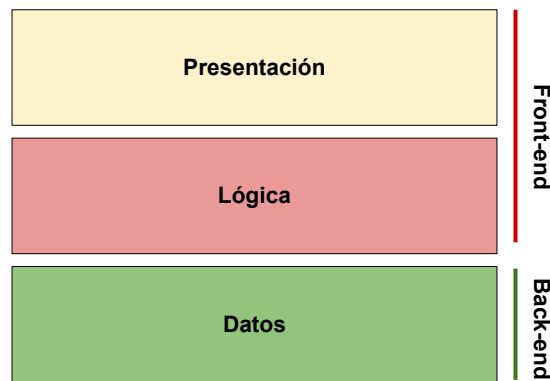 Presentación
Lógica
Datos
Front-end
Back-end